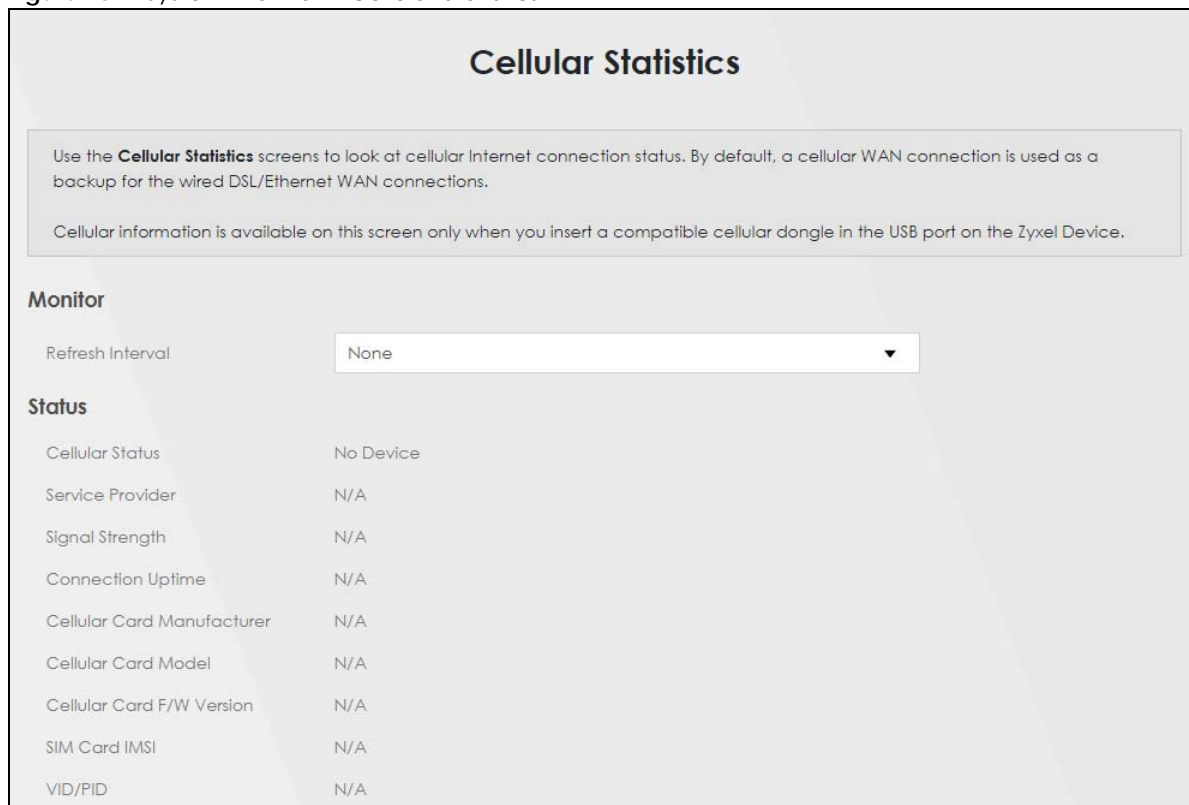 Cellular Statistics
Use the Cellular Statistics screens to look at cellular Internet connection status. By default, a cellular WAN connection is used as a
backup for the wired DSL/Ethernet WAN connections.
Cellular information is available on this screen only when you insert a compatible cellular dongle in the USB port on the Zyxel Device.
Monitor
Refresh Interval None
Status
Cellular Status No Device
Service Provider N/A
Signal Strength N/A
Connection Uptime N/A
Cellular Card Manufacturer N/A
Cellular Card Model N/A
Cellular Card F/W Version N/A
SIM Card IMSI N/A
VID/PID N/A